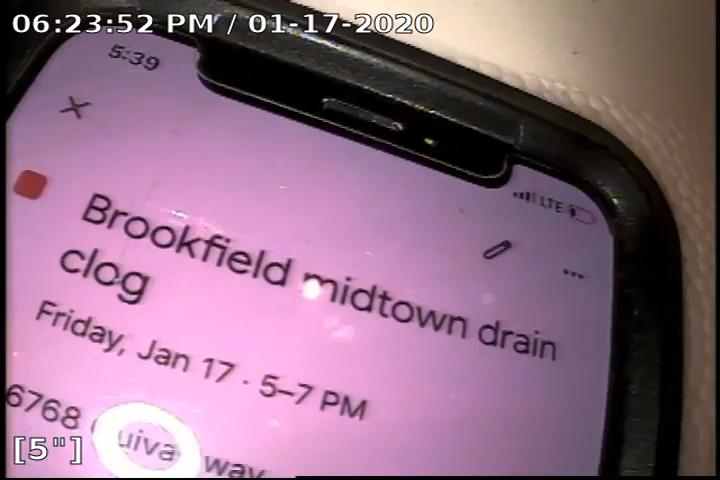 06:23:52 PM / 01-17-2020
5:39
LTE
Brookfield midtown drain
clog
Friday, Jan 17 · 5–7 PM
6768 way
[5"]